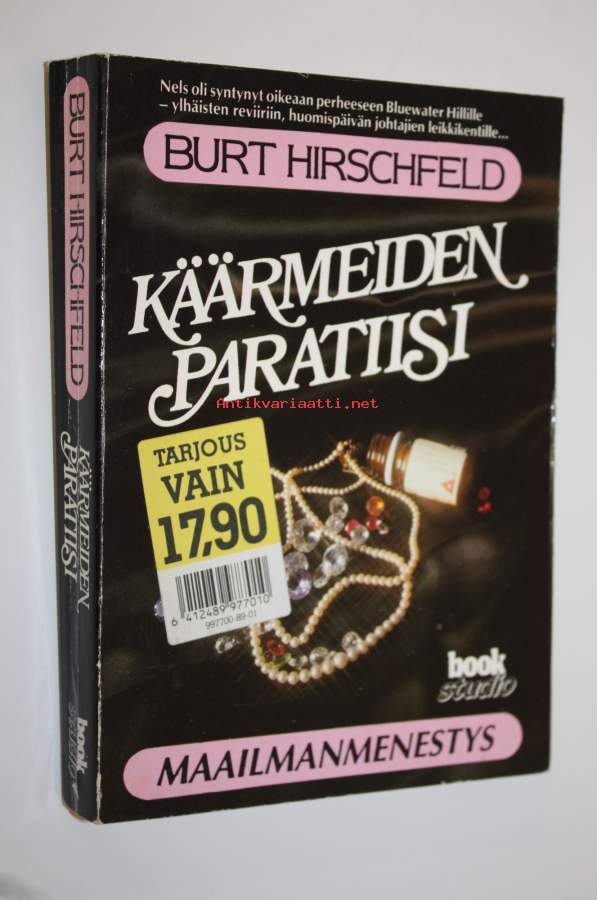 Nels oli syntynyt oikeaan perheeseen Bluewater Hillille
– ylhäisten reviiriin, huomispäivän johtajien leikkikentille...
BURT HIRSCHFELD
KÄÄRMEIDEN
PARATIISI
Antikvariaatti.net
TARJOUS
VAIN
17,90
6 412489 977010
997700-89-01
book
studio
MAAILMANMENESTYS
BURT HIRSCHFELD
KÄÄRMEIDEN
PARATIISI
book
studio